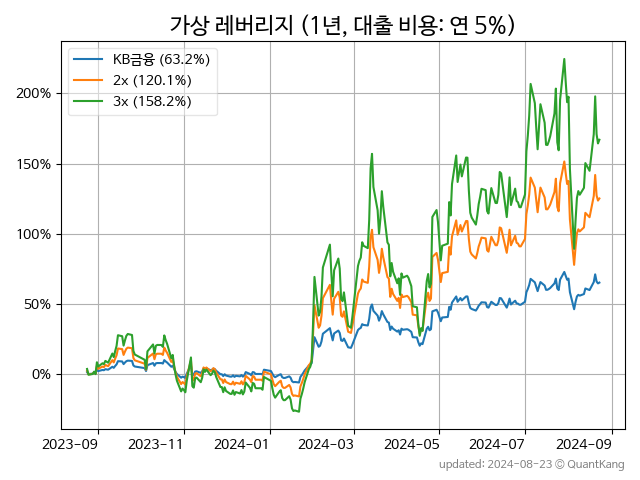 가상 레버리지 (1년, 대출 비용: 연 5%)
KB금융 (63.2%)
2x (120.1%)
3x (158.2%)
200%
150%
100%
50%
0%
2023-09 2023-11 2024-01 2024-03 2024-05 2024-07 2024-09
updated: 2024-08-23 © QuantKang